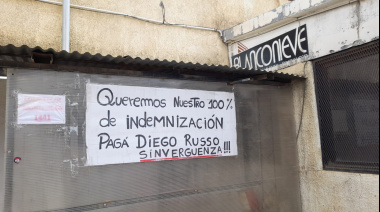 BLANCONIEVE
QUEREMOS NUESTRO 100%
de INDEMNIZACIÓN
PAGÁ DIEGO RUSSO
SINVERGUENZA!!!